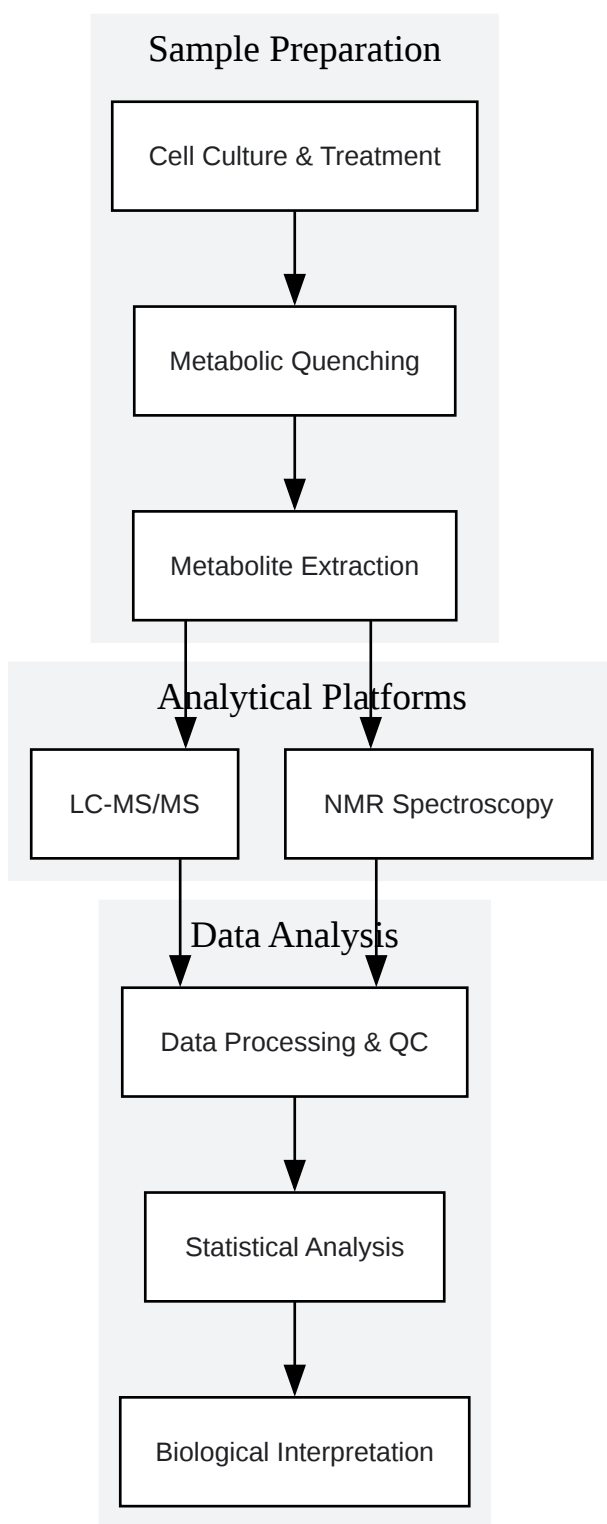 Sample Preparation
Cell Culture & Treatment
Metabolic Quenching
Metabolite Extraction
Analytical Platforms
LC-MS/MS
NMR Spectroscopy
Data Analysis
Data Processing & QC
Statistical Analysis
Biological Interpretation